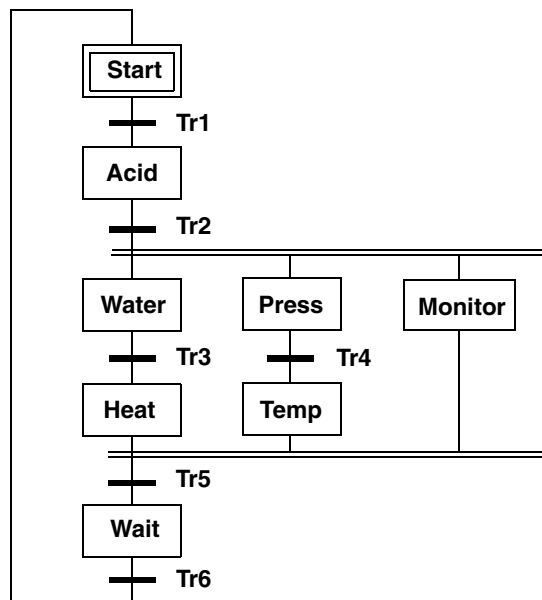 Start
Tr1
Acid
Tr2
Water Press Monitor
Tr3 Tr4
Heat Temp
Tr5
Wait
Tr6